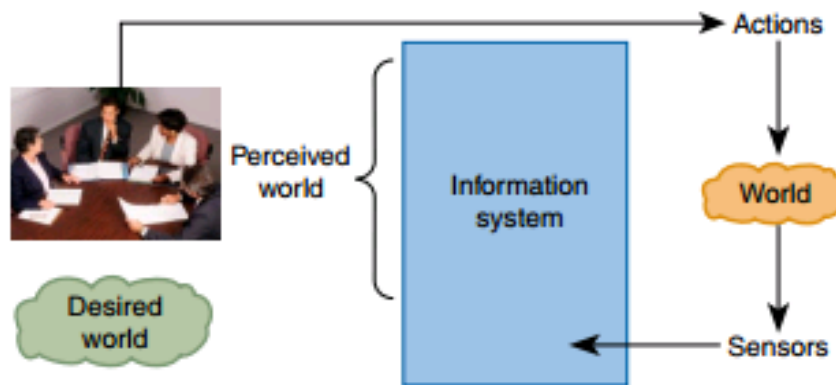 Actions
Perceived
world
Information
system
World
Desired
world
Sensors